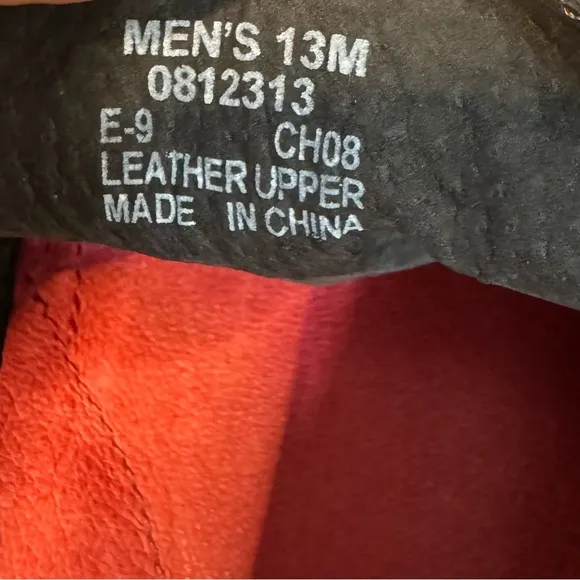 MEN'S 13M
0812313
E-9 CH08
LEATHER UPPER
MADE IN CHINA